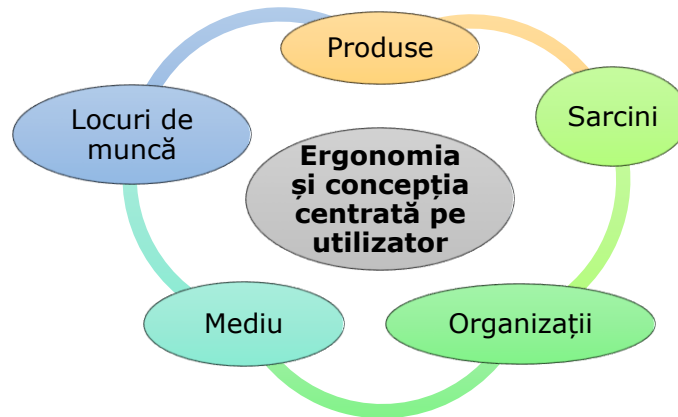 Produse
Sarcini
Locuri de
muncă
Ergonomia
și concepția
centrată pe
utilizator
Mediu
Organizații